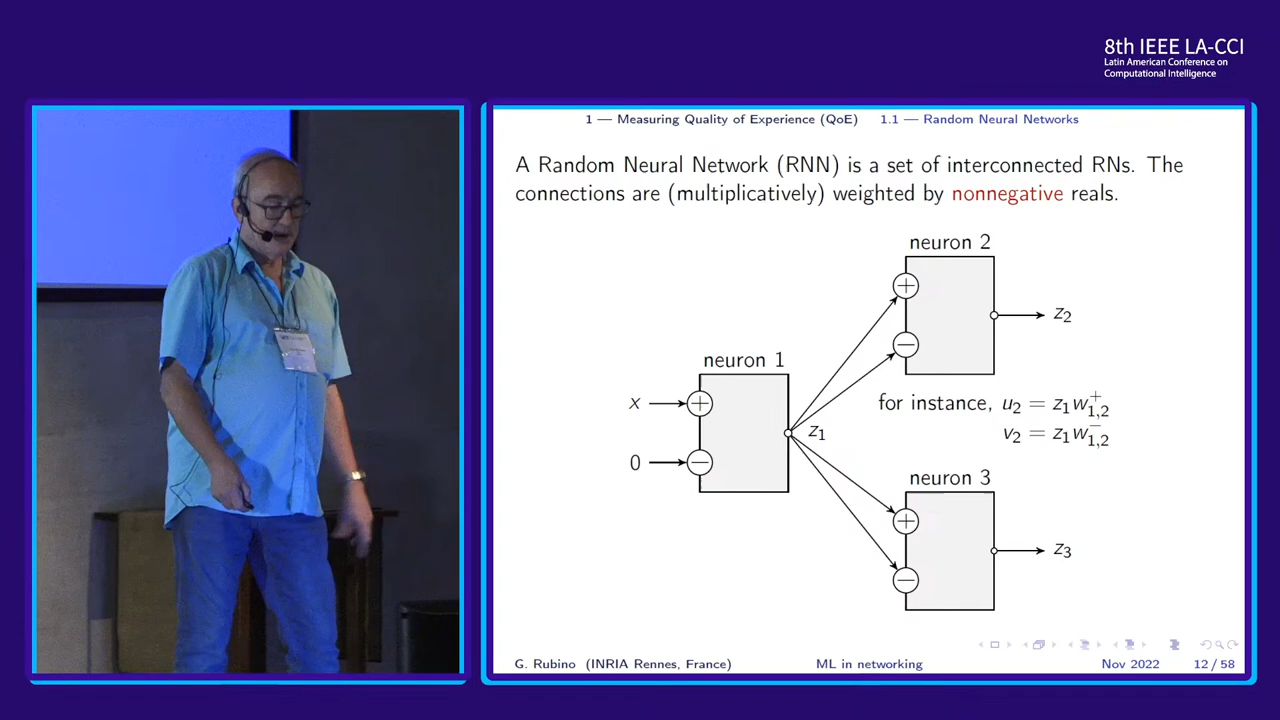 8th IEEE LA-CCI
Latin American Conference on
Computational Intelligence
1 — Measuring Quality of Experience (QoE) 1.1 — Random Neural Networks
A Random Neural Network (RNN) is a set of interconnected RNs. The
connections are (multiplicatively) weighted by nonnegative reals.
neuron 2
+
−
z₂
neuron 1
x
+
0
−
z₁
for instance, u₂ = z₁w⁺₁,₂
v₂ = z₁w⁻₁,₂
neuron 3
+
−
z₃
G. Rubino (INRIA Rennes, France) ML in networking Nov 2022 12 / 58